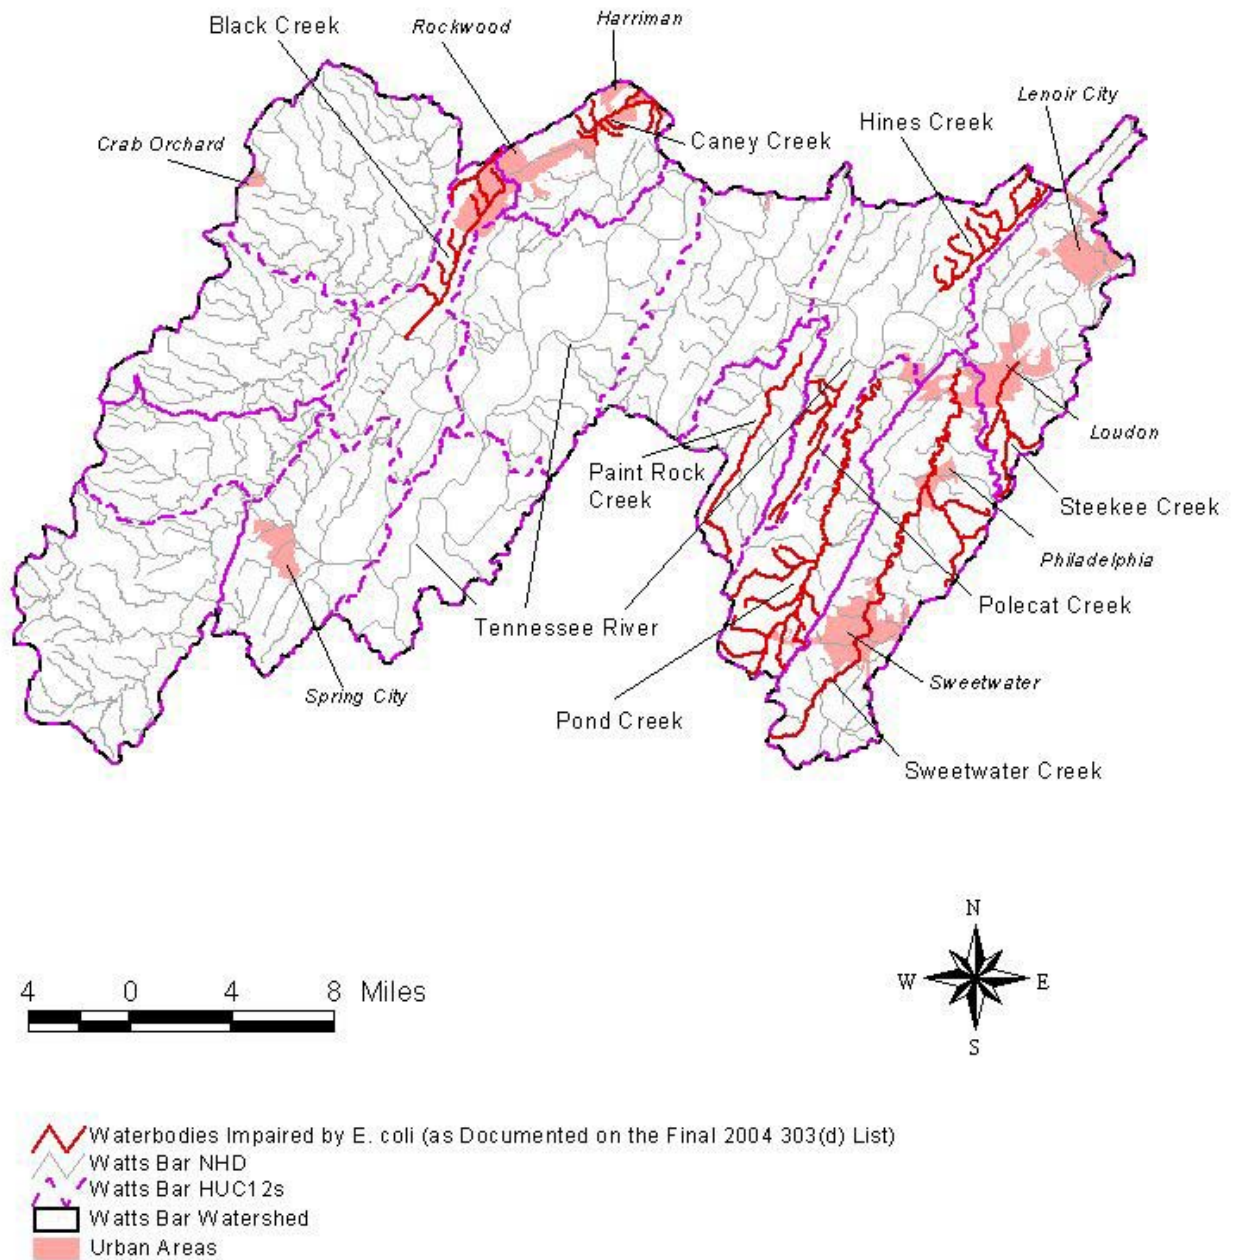 Harriman
Black Creek
Rockwood
Lenoir City
Hines Creek
Crab Orchard
Caney Creek
Loudon
Paint Rock
Creek
Steekee Creek
Philadelphia
Polecat Creek
Tennessee River
Sweetwater
Spring City
Pond Creek
Sweetwater Creek
N
W
E
S
4 0 4 8 Miles
Waterbodies Impaired by E. coli (as Documented on the Final 2004 303(d) List)
Watts Bar NHD
Watts Bar HUC12s
Watts Bar Watershed
Urban Areas